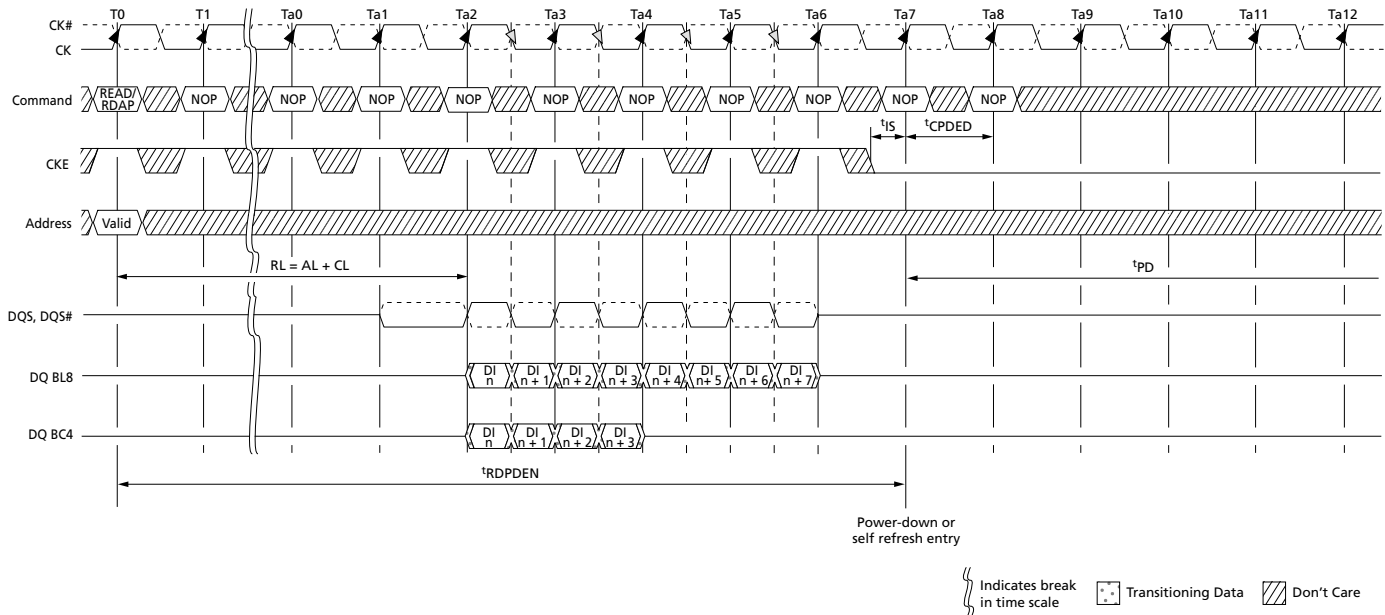 T0 T1 Ta0 Ta1 Ta2 Ta3 Ta4 Ta5 Ta6 Ta7 Ta8 Ta9 Ta10 Ta11 Ta12
CK#
CK
Command READ/ RDAP NOP NOP NOP NOP NOP NOP NOP NOP NOP NOP
tIS tCPDED
CKE
Address Valid
RL = AL + CL tPD
DQS, DQS#
DQ BL8 DI n DI n + 1 DI n + 2 DI n + 3 DI n + 4 DI n + 5 DI n + 6 DI n + 7
DQ BC4 DI n DI n + 1 DI n + 2 DI n + 3
tRDPDEN
Power-down or
self refresh entry
Indicates break
in time scale
Transitioning Data
Don't Care